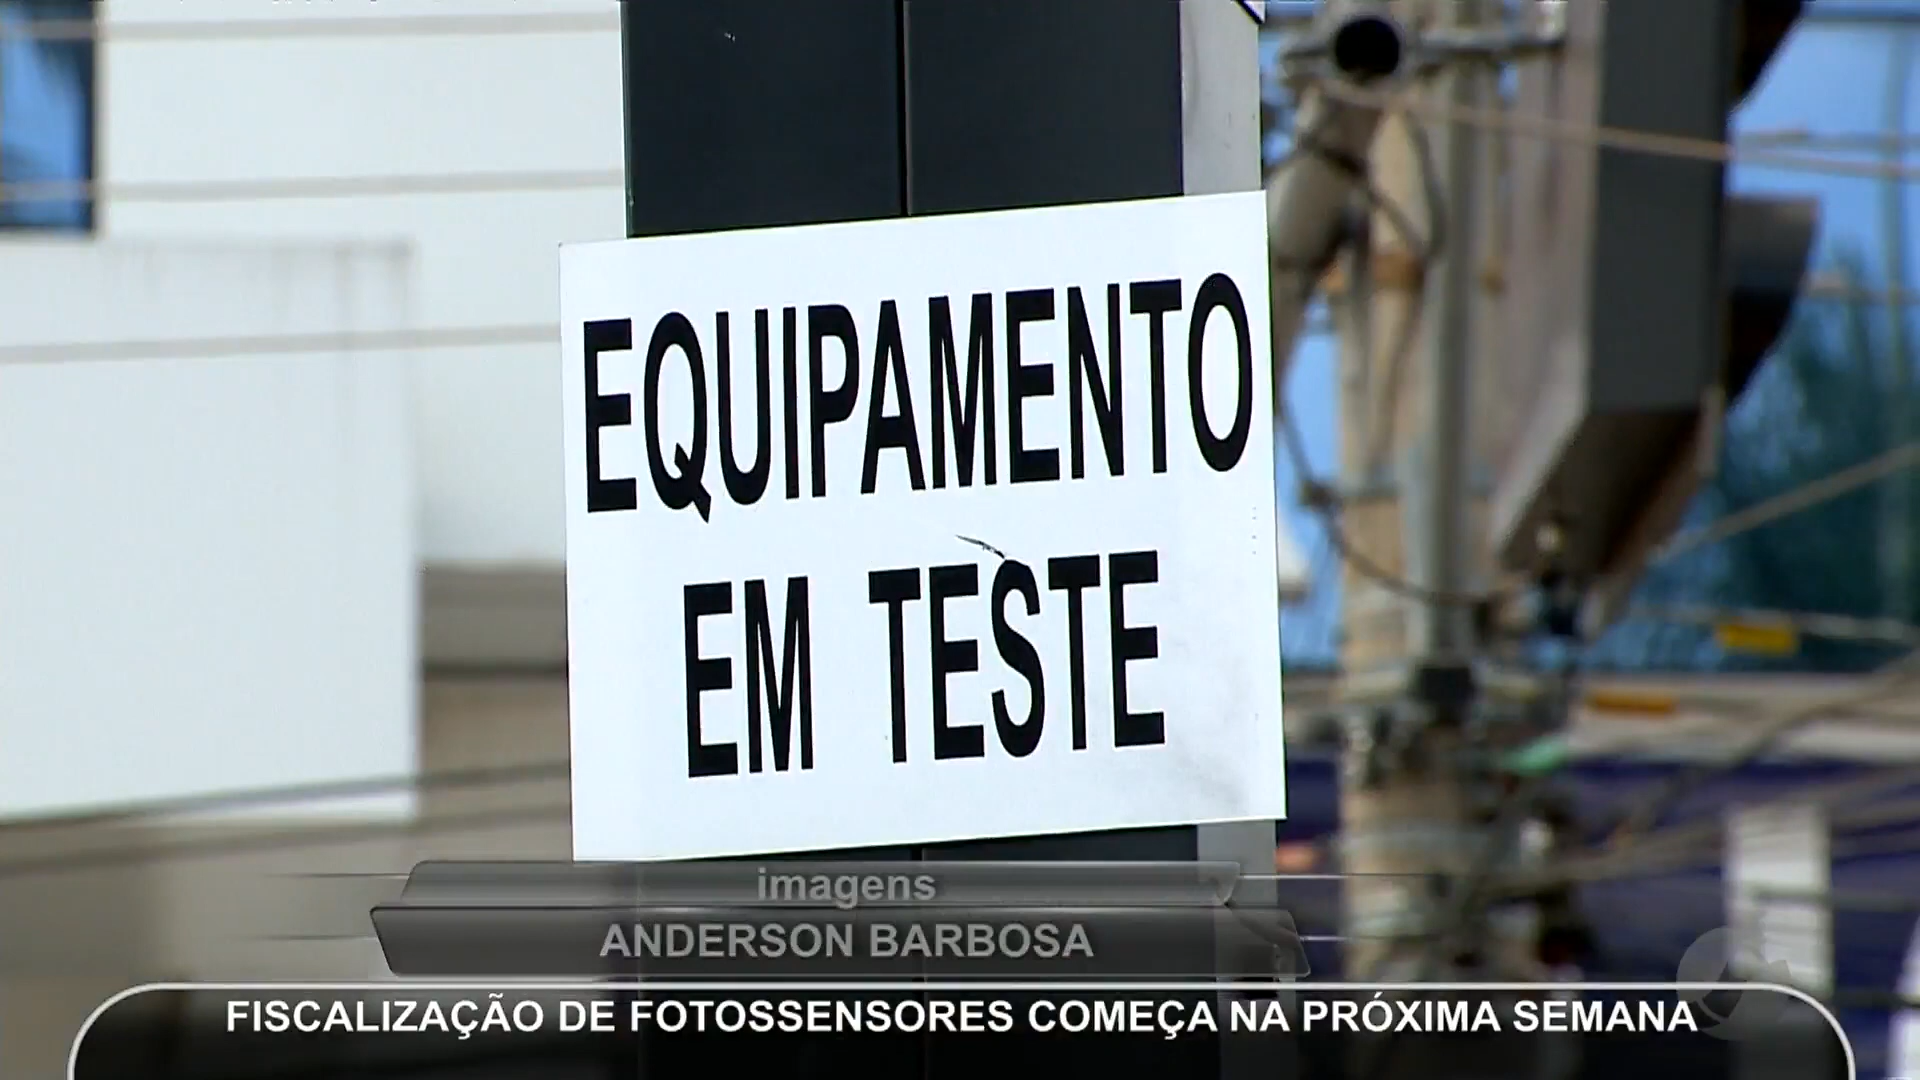 EQUIPAMENTO
EM TESTE
imagens
ANDERSON BARBOSA
FISCALIZAÇÃO DE FOTOSSENSORES COMEÇA NA PRÓXIMA SEMANA